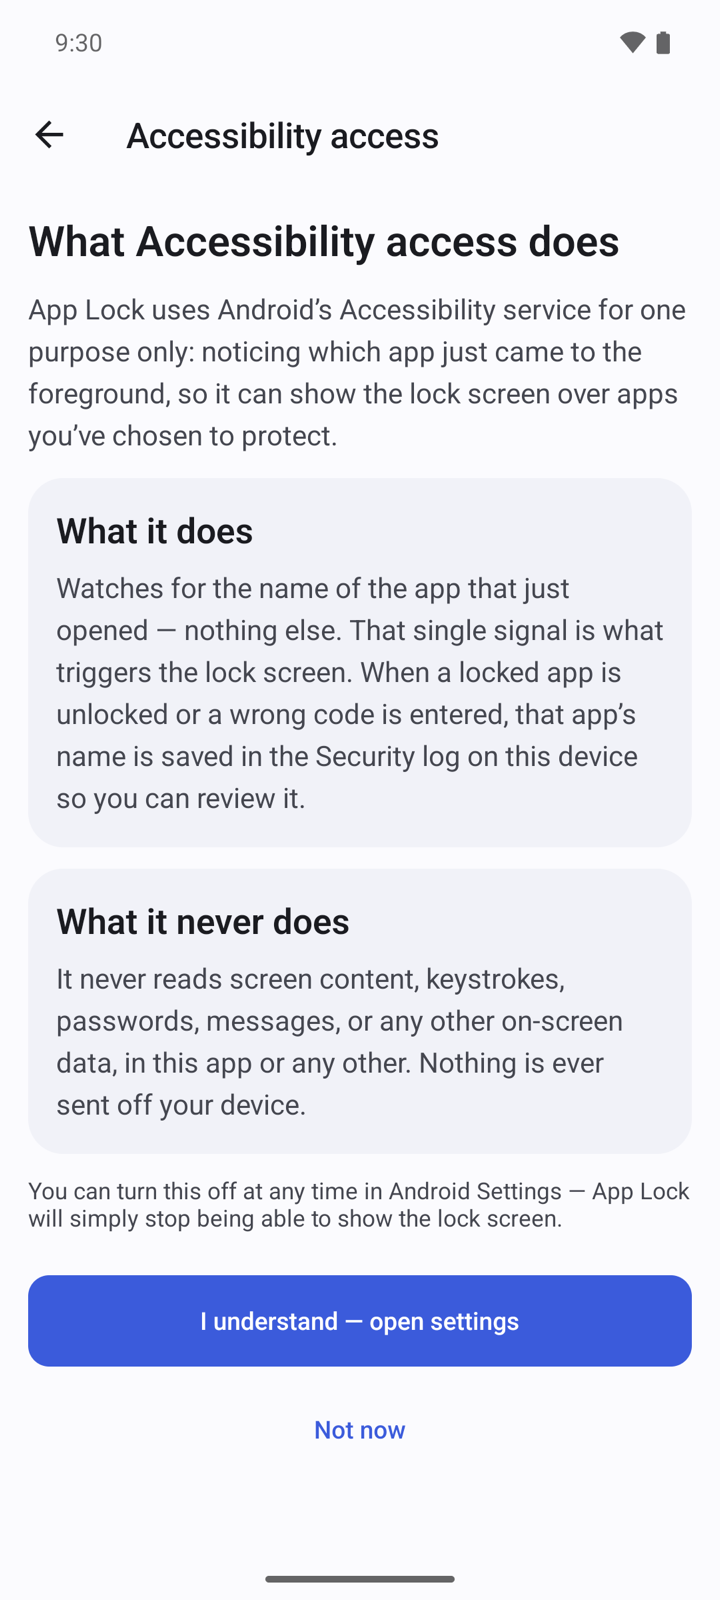 9:30
Accessibility access
What Accessibility access does
App Lock uses Android’s Accessibility service for one
purpose only: noticing which app just came to the
foreground, so it can show the lock screen over apps
you’ve chosen to protect.
What it does
Watches for the name of the app that just
opened — nothing else. That single signal is what
triggers the lock screen. When a locked app is
unlocked or a wrong code is entered, that app’s
name is saved in the Security log on this device
so you can review it.
What it never does
It never reads screen content, keystrokes,
passwords, messages, or any other on-screen
data, in this app or any other. Nothing is ever
sent off your device.
You can turn this off at any time in Android Settings — App Lock
will simply stop being able to show the lock screen.
I understand — open settings
Not now